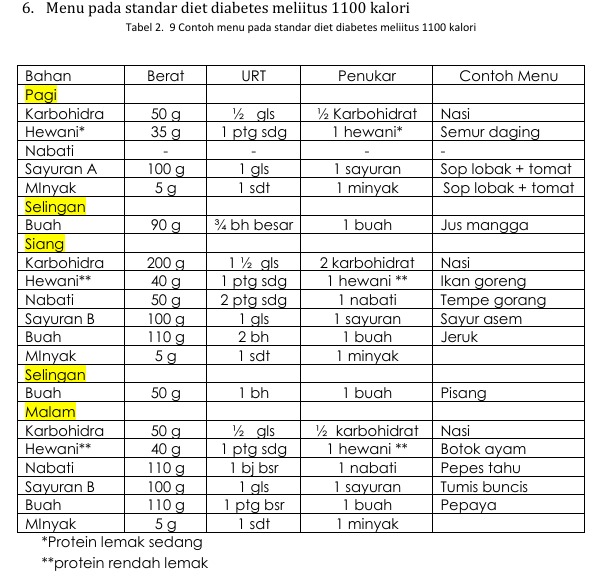 6. Menu pada standar diet diabetes meliitus 1100 kalori
Tabel 2. 9 Contoh menu pada standar diet diabetes meliitus 1100 kalori
Bahan Berat URT Penukar Contoh Menu
Pagi
Karbohidra 50 g ½ gls ½ Karbohidrat Nasi
Hewani* 35 g 1 ptg sdg 1 hewani* Semur daging
Nabati - - - -
Sayuran A 100 g 1 gls 1 sayuran Sop lobak + tomat
MInyak 5 g 1 sdt 1 minyak Sop lobak + tomat
Selingan
Buah 90 g ¾ bh besar 1 buah Jus mangga
Siang
Karbohidra 200 g 1 ½ gls 2 karbohidrat Nasi
Hewani** 40 g 1 ptg sdg 1 hewani ** Ikan goreng
Nabati 50 g 2 ptg sdg 1 nabati Tempe gorang
Sayuran B 100 g 1 gls 1 sayuran Sayur asem
Buah 110 g 2 bh 1 buah Jeruk
MInyak 5 g 1 sdt 1 minyak
Selingan
Buah 50 g 1 bh 1 buah Pisang
Malam
Karbohidra 50 g ½ gls ½ karbohidrat Nasi
Hewani** 40 g 1 ptg sdg 1 hewani ** Botok ayam
Nabati 110 g 1 bj bsr 1 nabati Pepes tahu
Sayuran B 100 g 1 gls 1 sayuran Tumis buncis
Buah 110 g 1 ptg bsr 1 buah Pepaya
MInyak 5 g 1 sdt 1 minyak
*Protein lemak sedang
**protein rendah lemak